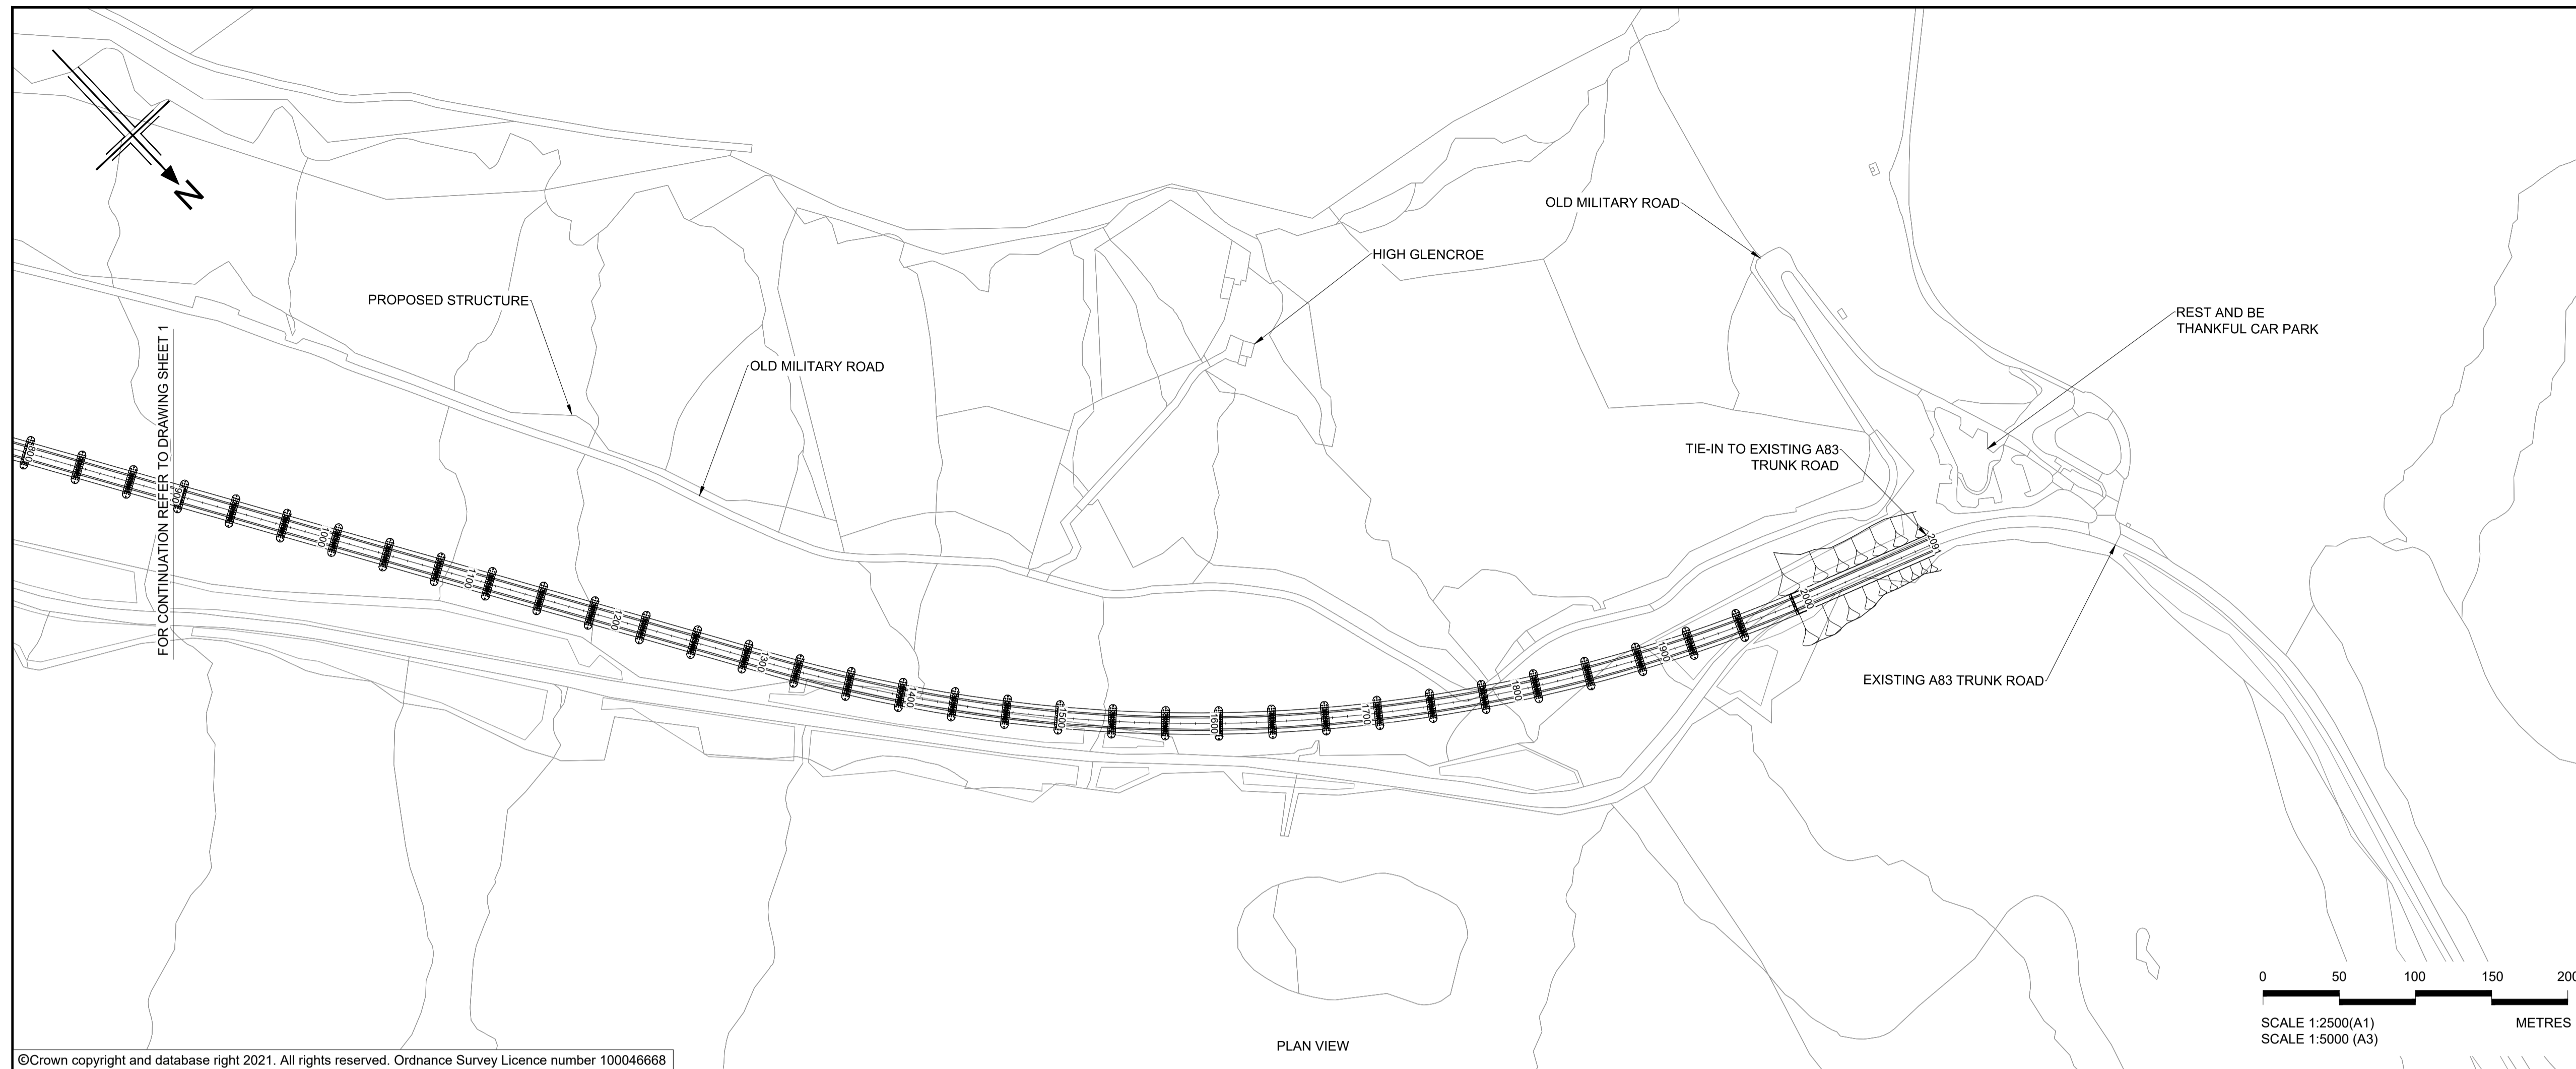 N
OLD MILITARY ROAD
HIGH GLENCROE
PROPOSED STRUCTURE
REST AND BE
THANKFUL CAR PARK
FOR CONTINUATION REFER TO DRAWING SHEET 1
OLD MILITARY ROAD
TIE-IN TO EXISTING A83
TRUNK ROAD
800
900
1000
1100
1200
1300
1400
1500
1600
1700
1800
1900
2000
2091
EXISTING A83 TRUNK ROAD
0 50 100 150 200
SCALE 1:2500(A1) METRES
SCALE 1:5000 (A3)
PLAN VIEW
©Crown copyright and database right 2021. All rights reserved. Ordnance Survey Licence number 100046668